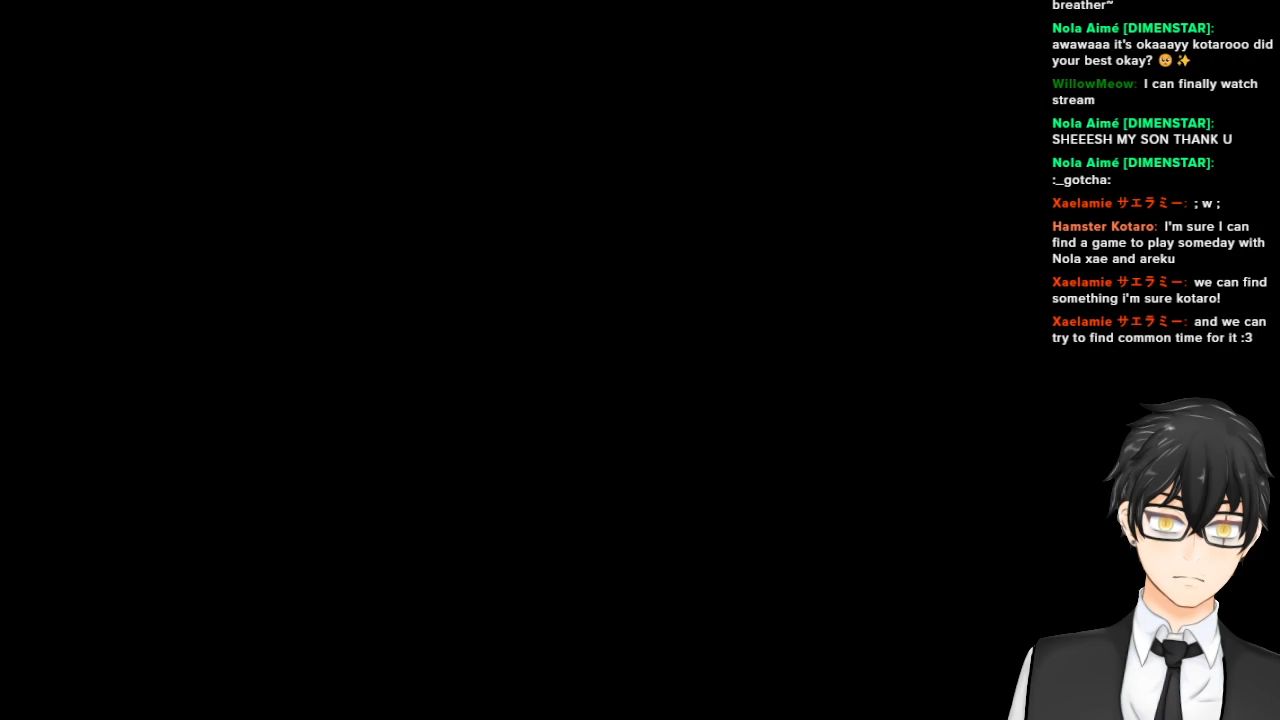 breather~
Nola Aimé [DIMENSTAR]:
awawaaa it's okaaayy kotarooo did
your best okay? 🥺 ✨
WillowMeow: I can finally watch
stream
Nola Aimé [DIMENSTAR]:
SHEEESH MY SON THANK U
Nola Aimé [DIMENSTAR]:
:_gotcha:
Xaelamie サエラミー: ; w ;
Hamster Kotaro: I'm sure I can
find a game to play someday with
Nola xae and areku
Xaelamie サエラミー: we can find
something i'm sure kotaro!
Xaelamie サエラミー: and we can
try to find common time for it :3